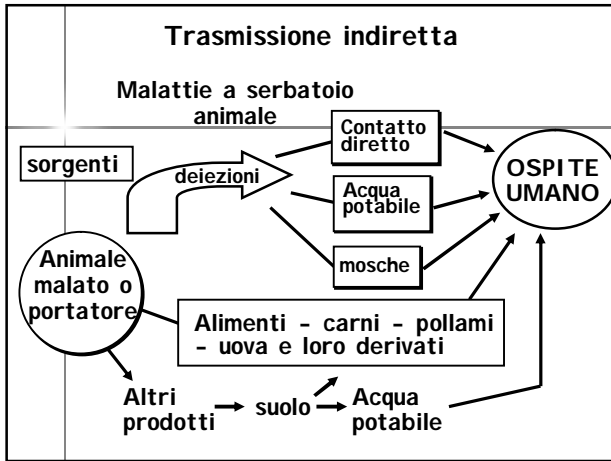 Trasmissione indiretta
Malattie a serbatoio
animale
sorgenti
deiezioni
Contatto
diretto
Acqua
potabile
mosche
OSPITE
UMANO
Animale
malato o
portatore
Alimenti - carni - pollami
- uova e loro derivati
Altri
prodotti
suolo
Acqua
potabile